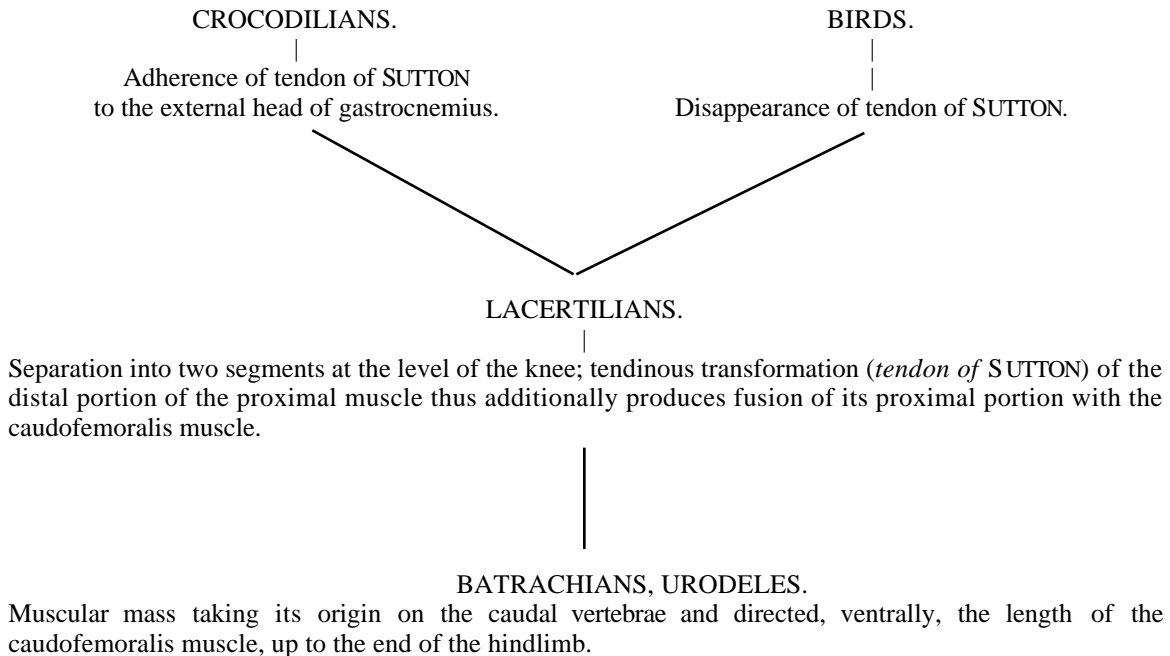 CROCODILIANS. BIRDS.
Adherence of tendon of SUTTON
to the external head of gastrocnemius. Disappearance of tendon of SUTTON.
LACERTILIANS.
Separation into two segments at the level of the knee; tendinous transformation (tendon of SUTTON) of the
distal portion of the proximal muscle thus additionally produces fusion of its proximal portion with the
caudofemoralis muscle.
BATRACHIANS, URODELES.
Muscular mass taking its origin on the caudal vertebrae and directed, ventrally, the length of the
caudofemoralis muscle, up to the end of the hindlimb.